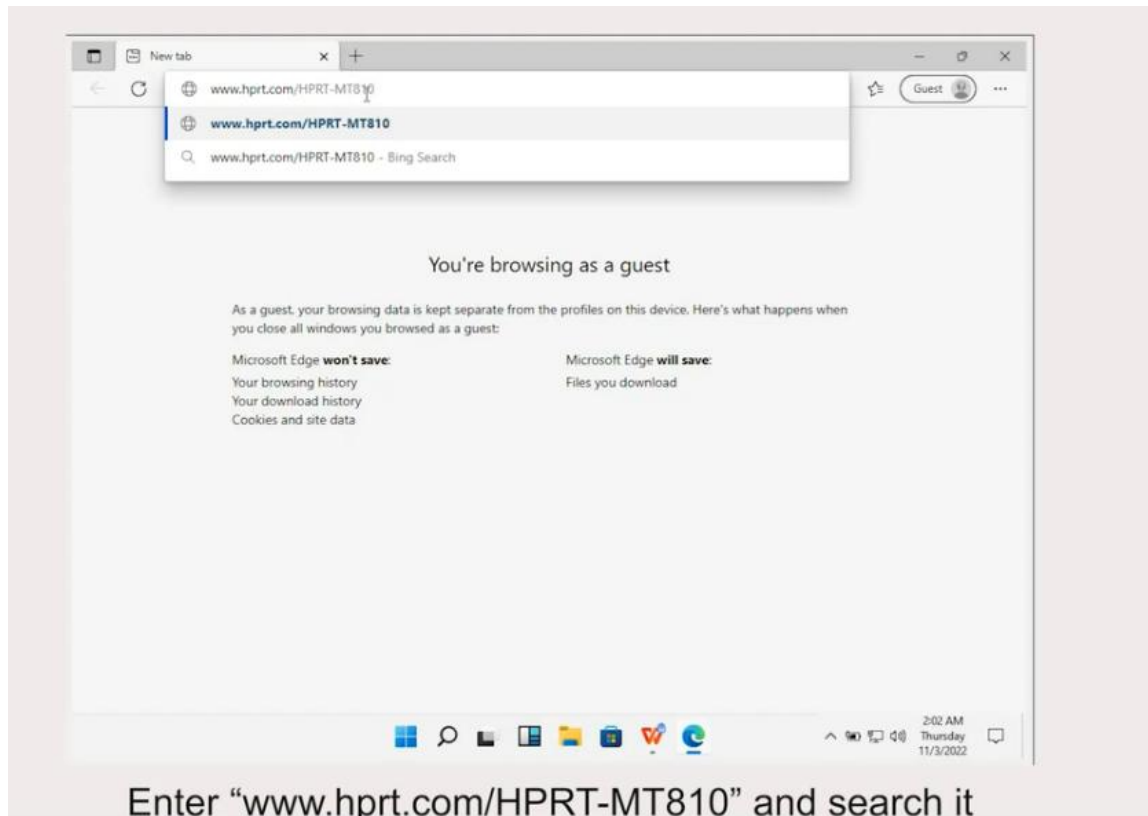 New tab
www.hprt.com/HPRT-MT810
Guest
www.hprt.com/HPRT-MT810
www.hprt.com/HPRT-MT810 - Bing Search
You're browsing as a guest
As a guest, your browsing data is kept separate from the profiles on this device. Here's what happens when
you close all windows you browsed as a guest:
Microsoft Edge won't save:
Your browsing history
Your download history
Cookies and site data
Microsoft Edge will save:
Files you download
2:02 AM
Thursday
11/3/2022
Enter “www.hprt.com/HPRT-MT810” and search it